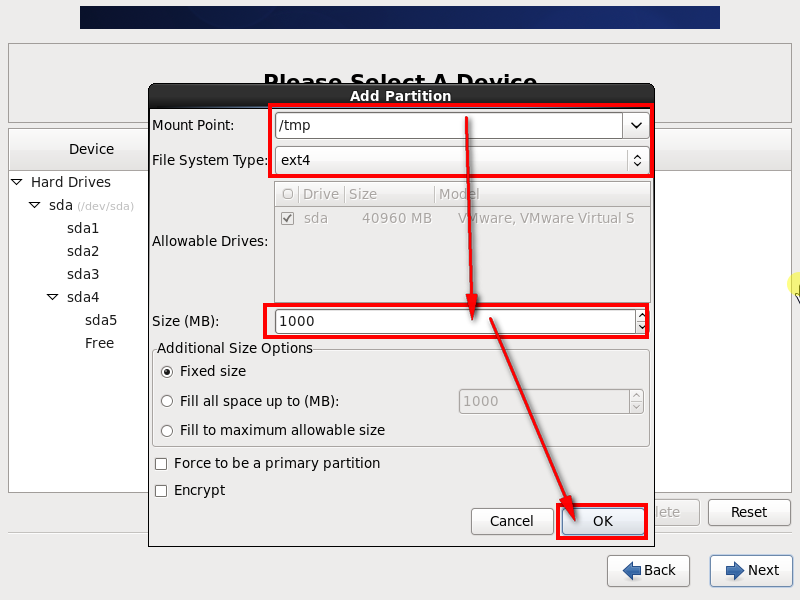 Please Select A Device
Add Partition
Mount Point: /tmp
File System Type: ext4
Device
Drive Size Model
sda 40960 MB VMware, VMware Virtual S
Allowable Drives:
Hard Drives
sda (/dev/sda)
sda1
sda2
sda3
sda4
sda5
Free
Size (MB): 1000
Additional Size Options
Fixed size
Fill all space up to (MB): 1000
Fill to maximum allowable size
Force to be a primary partition
Encrypt
Cancel OK
Reset
Back Next